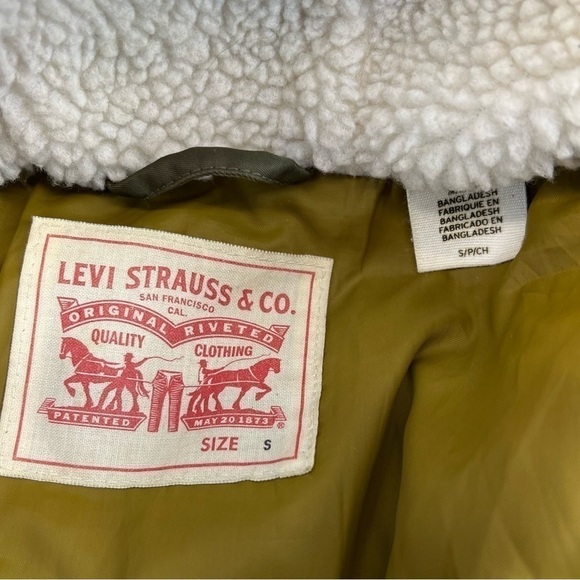 LEVI STRAUSS & CO.
SAN FRANCISCO
CAL.
ORIGINAL RIVETED
QUALITY CLOTHING
PATENTED MAY 20 1873 ®
SIZE S
BANGLADESH
FABRIQUE EN
BANGLADESH
FABRICADO EN
BANGLADESH
S/P/CH